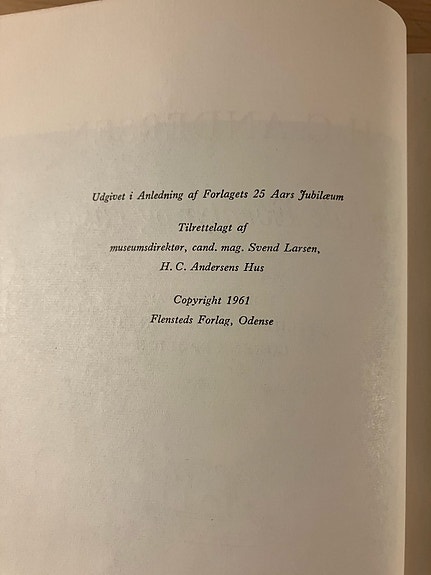 Udgivet i Anledning af Forlagets 25 Aars Jubilæum
Tilrettelagt af
museumsdirektør, cand. mag. Svend Larsen,
H. C. Andersens Hus
Copyright 1961
Flensteds Forlag, Odense